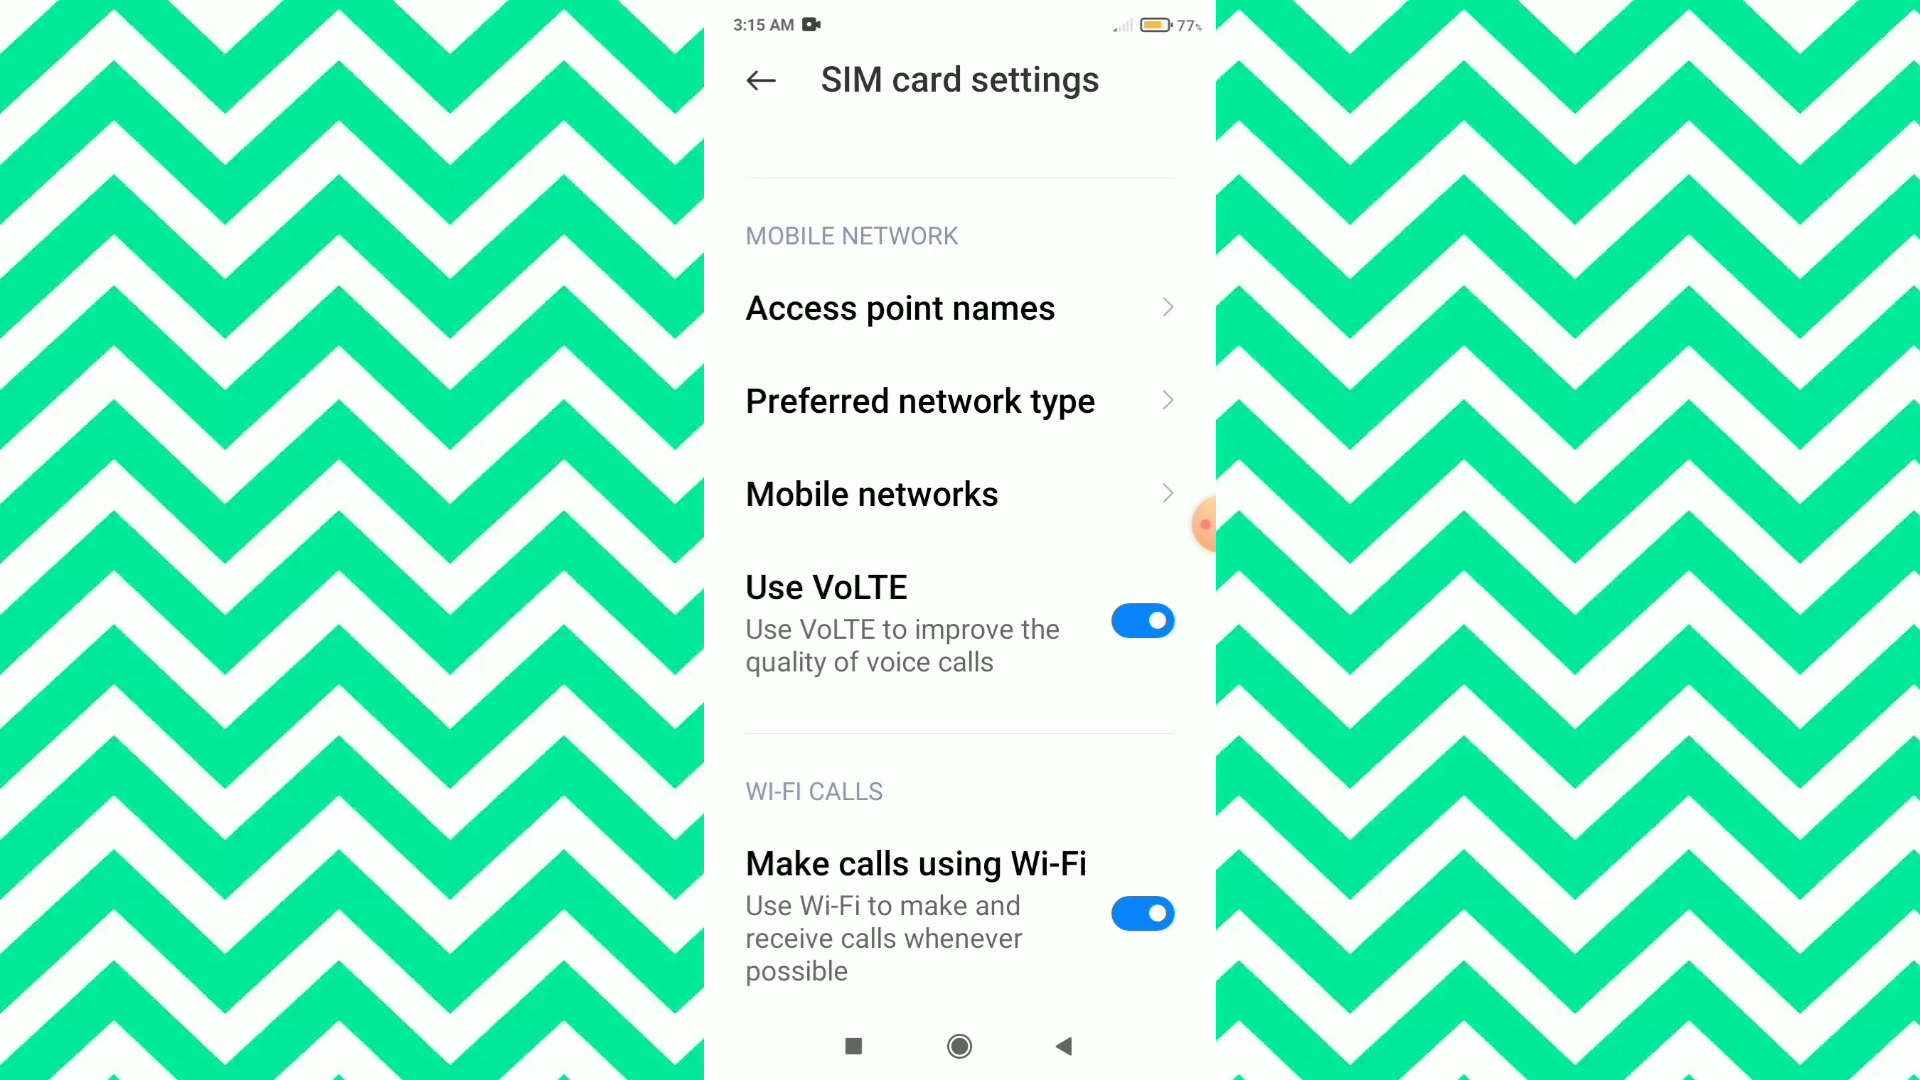 3:15 AM 77%
SIM card settings
MOBILE NETWORK
Access point names
Preferred network type
Mobile networks
Use VoLTE
Use VoLTE to improve the
quality of voice calls
WI-FI CALLS
Make calls using Wi-Fi
Use Wi-Fi to make and
receive calls whenever
possible